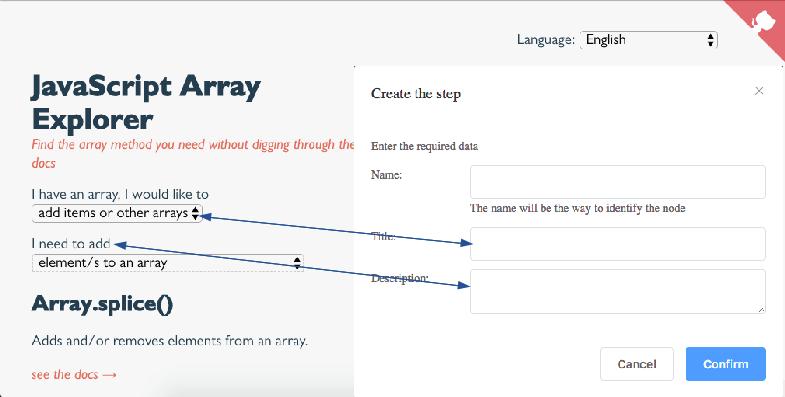 Language: English
JavaScript Array
Explorer
Find the array method you need without digging through the
docs
I have an array, I would like to
add items or other arrays
I need to add
element/s to an array
Array.splice()
Adds and/or removes elements from an array.
see the docs →
Create the step
Enter the required data
Name:
The name will be the way to identify the node
Title:
Description:
Cancel
Confirm